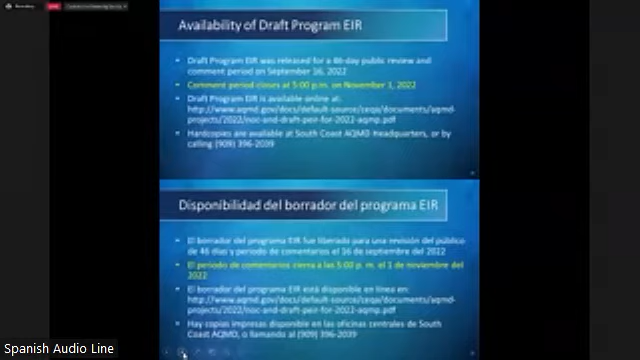 Availability of Draft Program EIR
Draft Program EIR was released for a 46-day public review and
comment period on September 16, 2022
Comment period closes at 5:00 p.m. on November 1, 2022
Draft Program EIR is available online at:
http://www.aqmd.gov/docs/default-source/ceqa/documents/aqmd-
projects/2022/noc-and-draft-peir-for-2022-aqmp.pdf
Hardcopies are available at South Coast AQMD Headquarters, or by
calling (909) 396-2039
Disponibilidad del borrador del programa EIR
El borrador del programa EIR fue liberado para una revisión del público
de 46 días y periodo de comentarios el 16 de septiembre del 2022
El periodo de comentarios cierra a las 5:00 p. m. el 1 de noviembre del
2022
El borrador del programa EIR está disponible en línea en:
http://www.aqmd.gov/docs/default-source/ceqa/documents/aqmd-
projects/2022/noc-and-draft-peir-for-2022-aqmp.pdf
Hay copias impresas disponible en las oficinas centrales de South
Coast AQMD, o llamando al (909) 396-2039
Spanish Audio Line